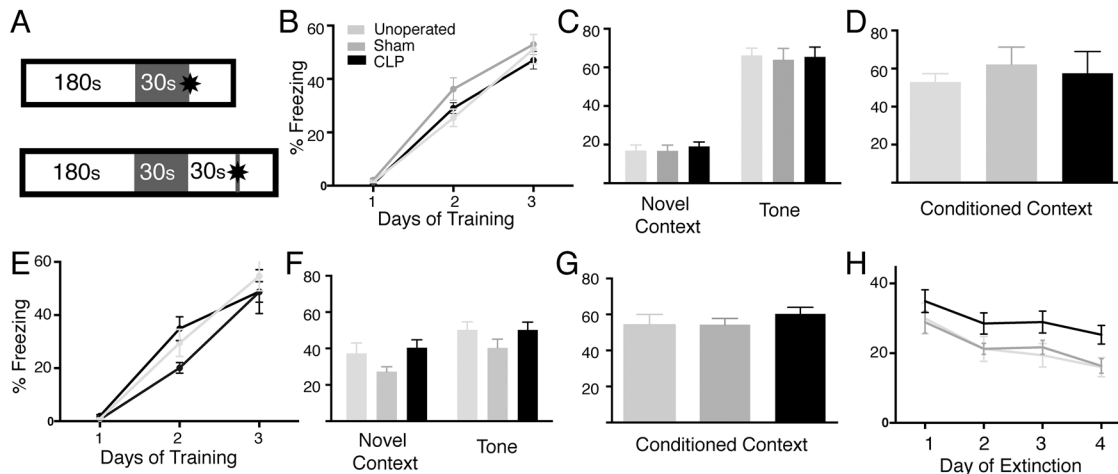 A
180s
30s
180s
30s
30s
B
Unoperated
Sham
CLP
% Freezing
60
40
20
0
1
2
3
Days of Training
C
80
60
40
20
Novel
Context
Tone
D
80
60
40
20
Conditioned Context
E
% Freezing
60
40
20
0
1
2
3
Days of Training
F
80
60
40
20
Novel
Context
Tone
G
80
60
40
20
Conditioned Context
H
40
20
0
1
2
3
4
Day of Extinction